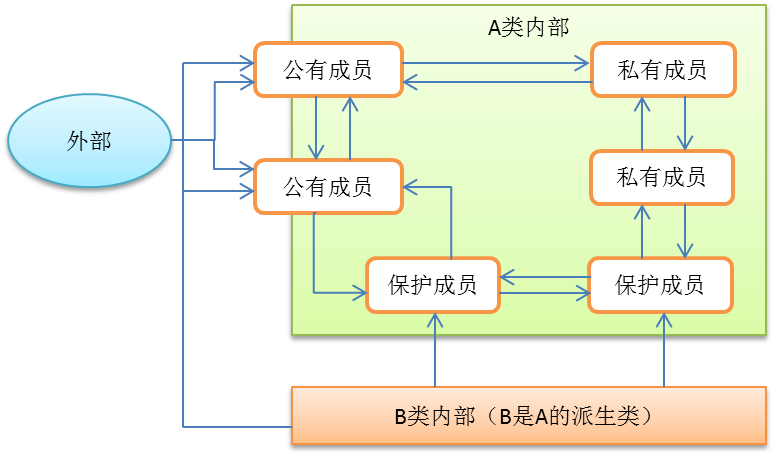 A类内部
公有成员
私有成员
外部
公有成员
私有成员
保护成员
保护成员
B类内部（B是A的派生类）